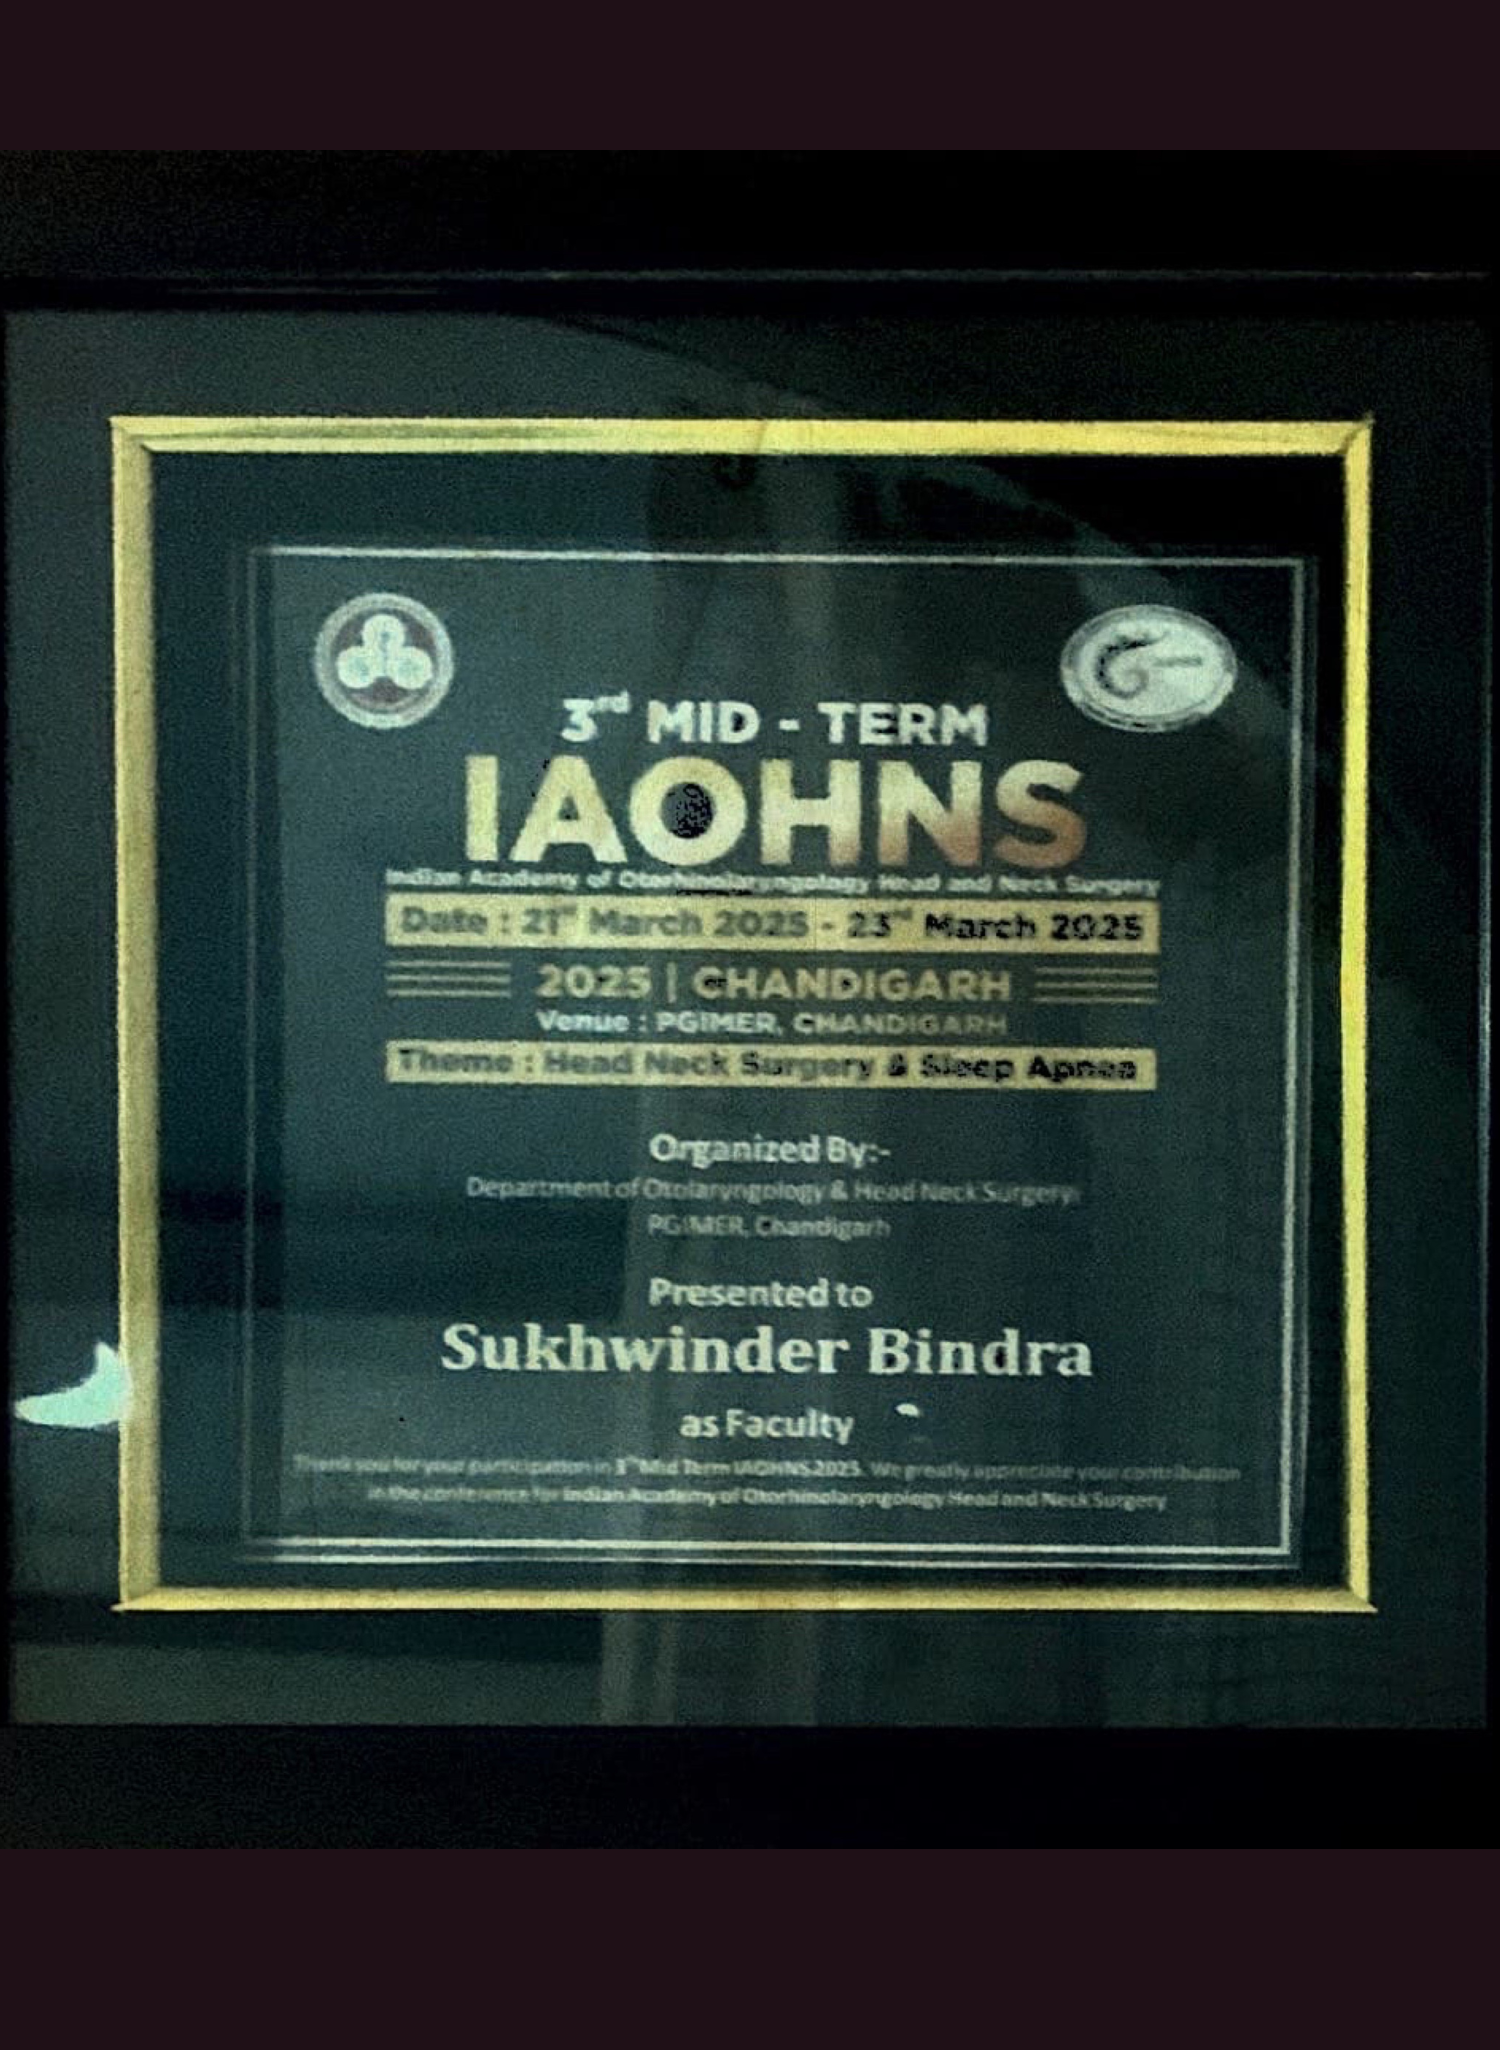 3rd MID - TERM
IAOHNS
Indian Academy of Otorhinolaryngology Head and Neck Surgery
Date : 21st March 2025 - 23rd March 2025
2025 | CHANDIGARH
Venue : PGIMER, CHANDIGARH
Theme : Head Neck Surgery & Sleep Apnea
Organized By:-
Department of Otolaryngology & Head Neck Surgery,
PGIMER, Chandigarh
Presented to
Sukhwinder Bindra
as Faculty
Thank you for your participation in 3rd Mid Term IAOHNS 2025. We greatly appreciate your contribution
in the conference for Indian Academy of Otorhinolaryngology Head and Neck Surgery